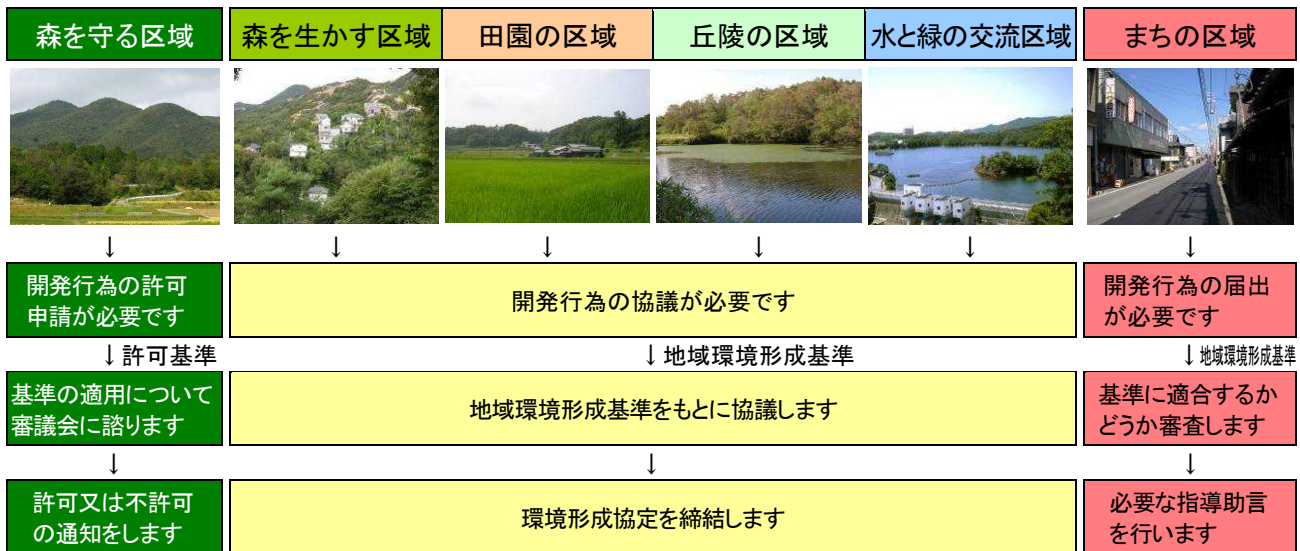 森を守る区域
森を生かす区域
田園の区域
丘陵の区域
水と緑の交流区域
まちの区域
↓ ↓ ↓ ↓ ↓ ↓
開発行為の許可
申請が必要です
開発行為の協議が必要です
開発行為の届出
が必要です
↓許可基準
↓地域環境形成基準
↓地域環境形成基準
基準の適用について
審議会に諮ります
地域環境形成基準をもとに協議します
基準に適合するか
どうか審査します
↓ ↓ ↓
許可又は不許可
の通知をします
環境形成協定を締結します
必要な指導助言
を行います